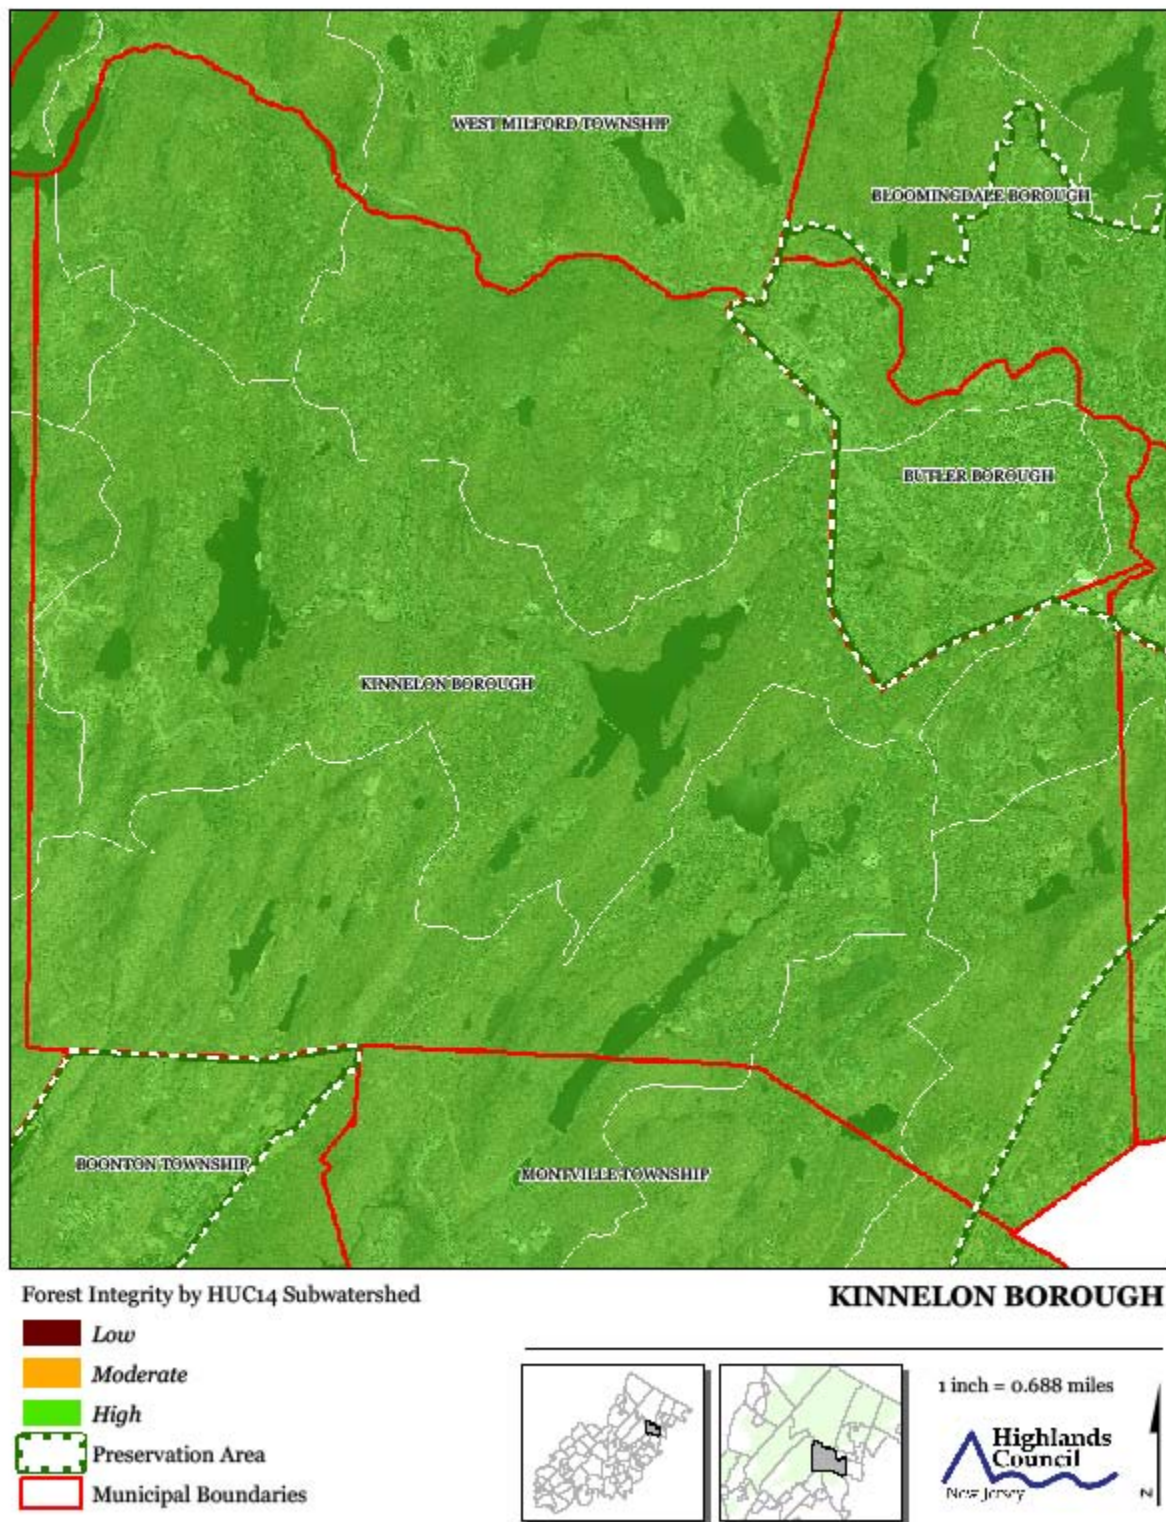 WEST MILFORD TOWNSHIP
BLOOMINGDALE BOROUGH
BUTLER BOROUGH
KINNELON BOROUGH
BOONTON TOWNSHIP
MONTVILLE TOWNSHIP
Forest Integrity by HUC14 Subwatershed
Low
Moderate
High
Preservation Area
Municipal Boundaries
KINNELON BOROUGH
1 inch = 0.688 miles
Highlands
Council
New Jersey
N